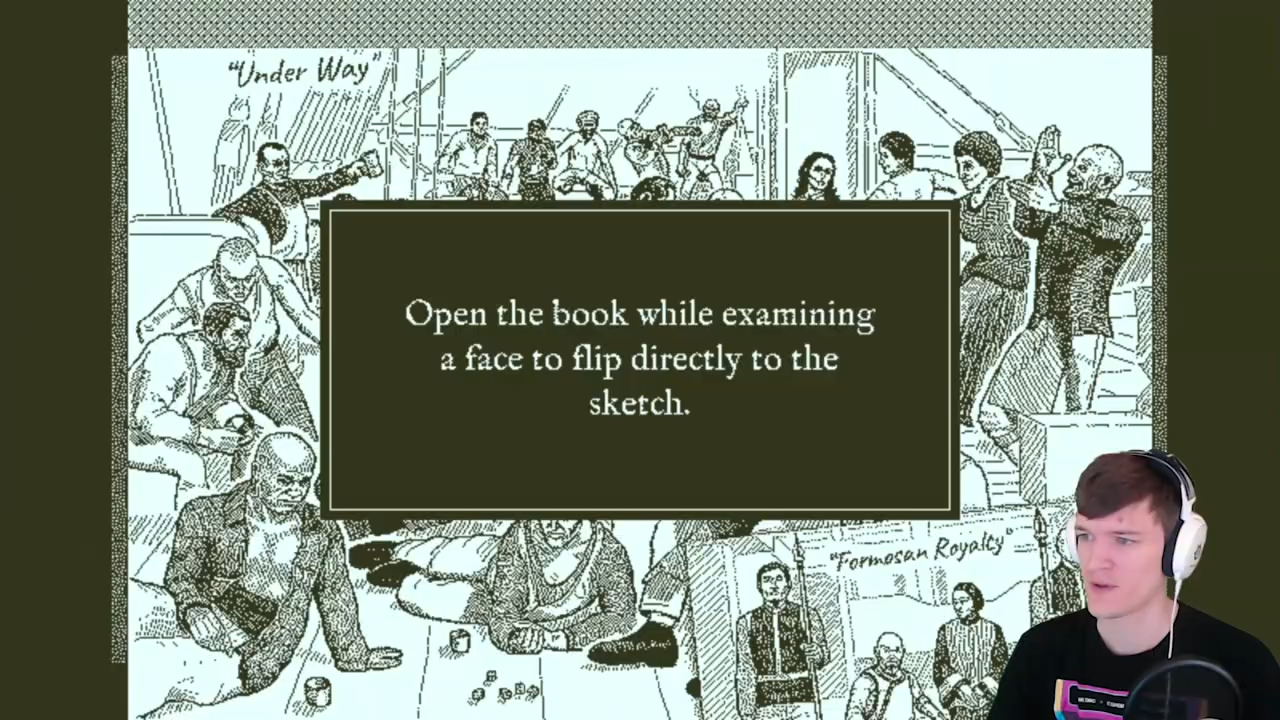 "Under Way"
Open the book while examining
a face to flip directly to the
sketch.
"Formosan Royalty"